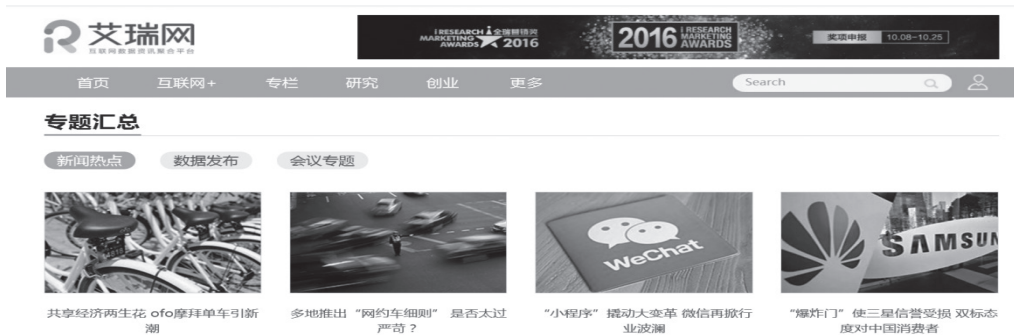 艾瑞网
互联网数据资讯聚合平台
IRESEARCH 全瑞营销奖
MARKETING
AWARDS 2016
2016 IRESEARCH MARKETING AWARDS
奖项申报 10.08-10.25
首页 互联网+ 专栏 研究 创业 更多 Search
专题汇总
新闻热点 数据发布 会议专题
WeChat
SAMSUN
共享经济两生花 ofo摩拜单车引新
潮
多地推出“网约车细则” 是否太过
严苛？
“小程序”撬动大变革 微信再掀行
业波澜
“爆炸门”使三星信誉受损 双标态
度对中国消费者